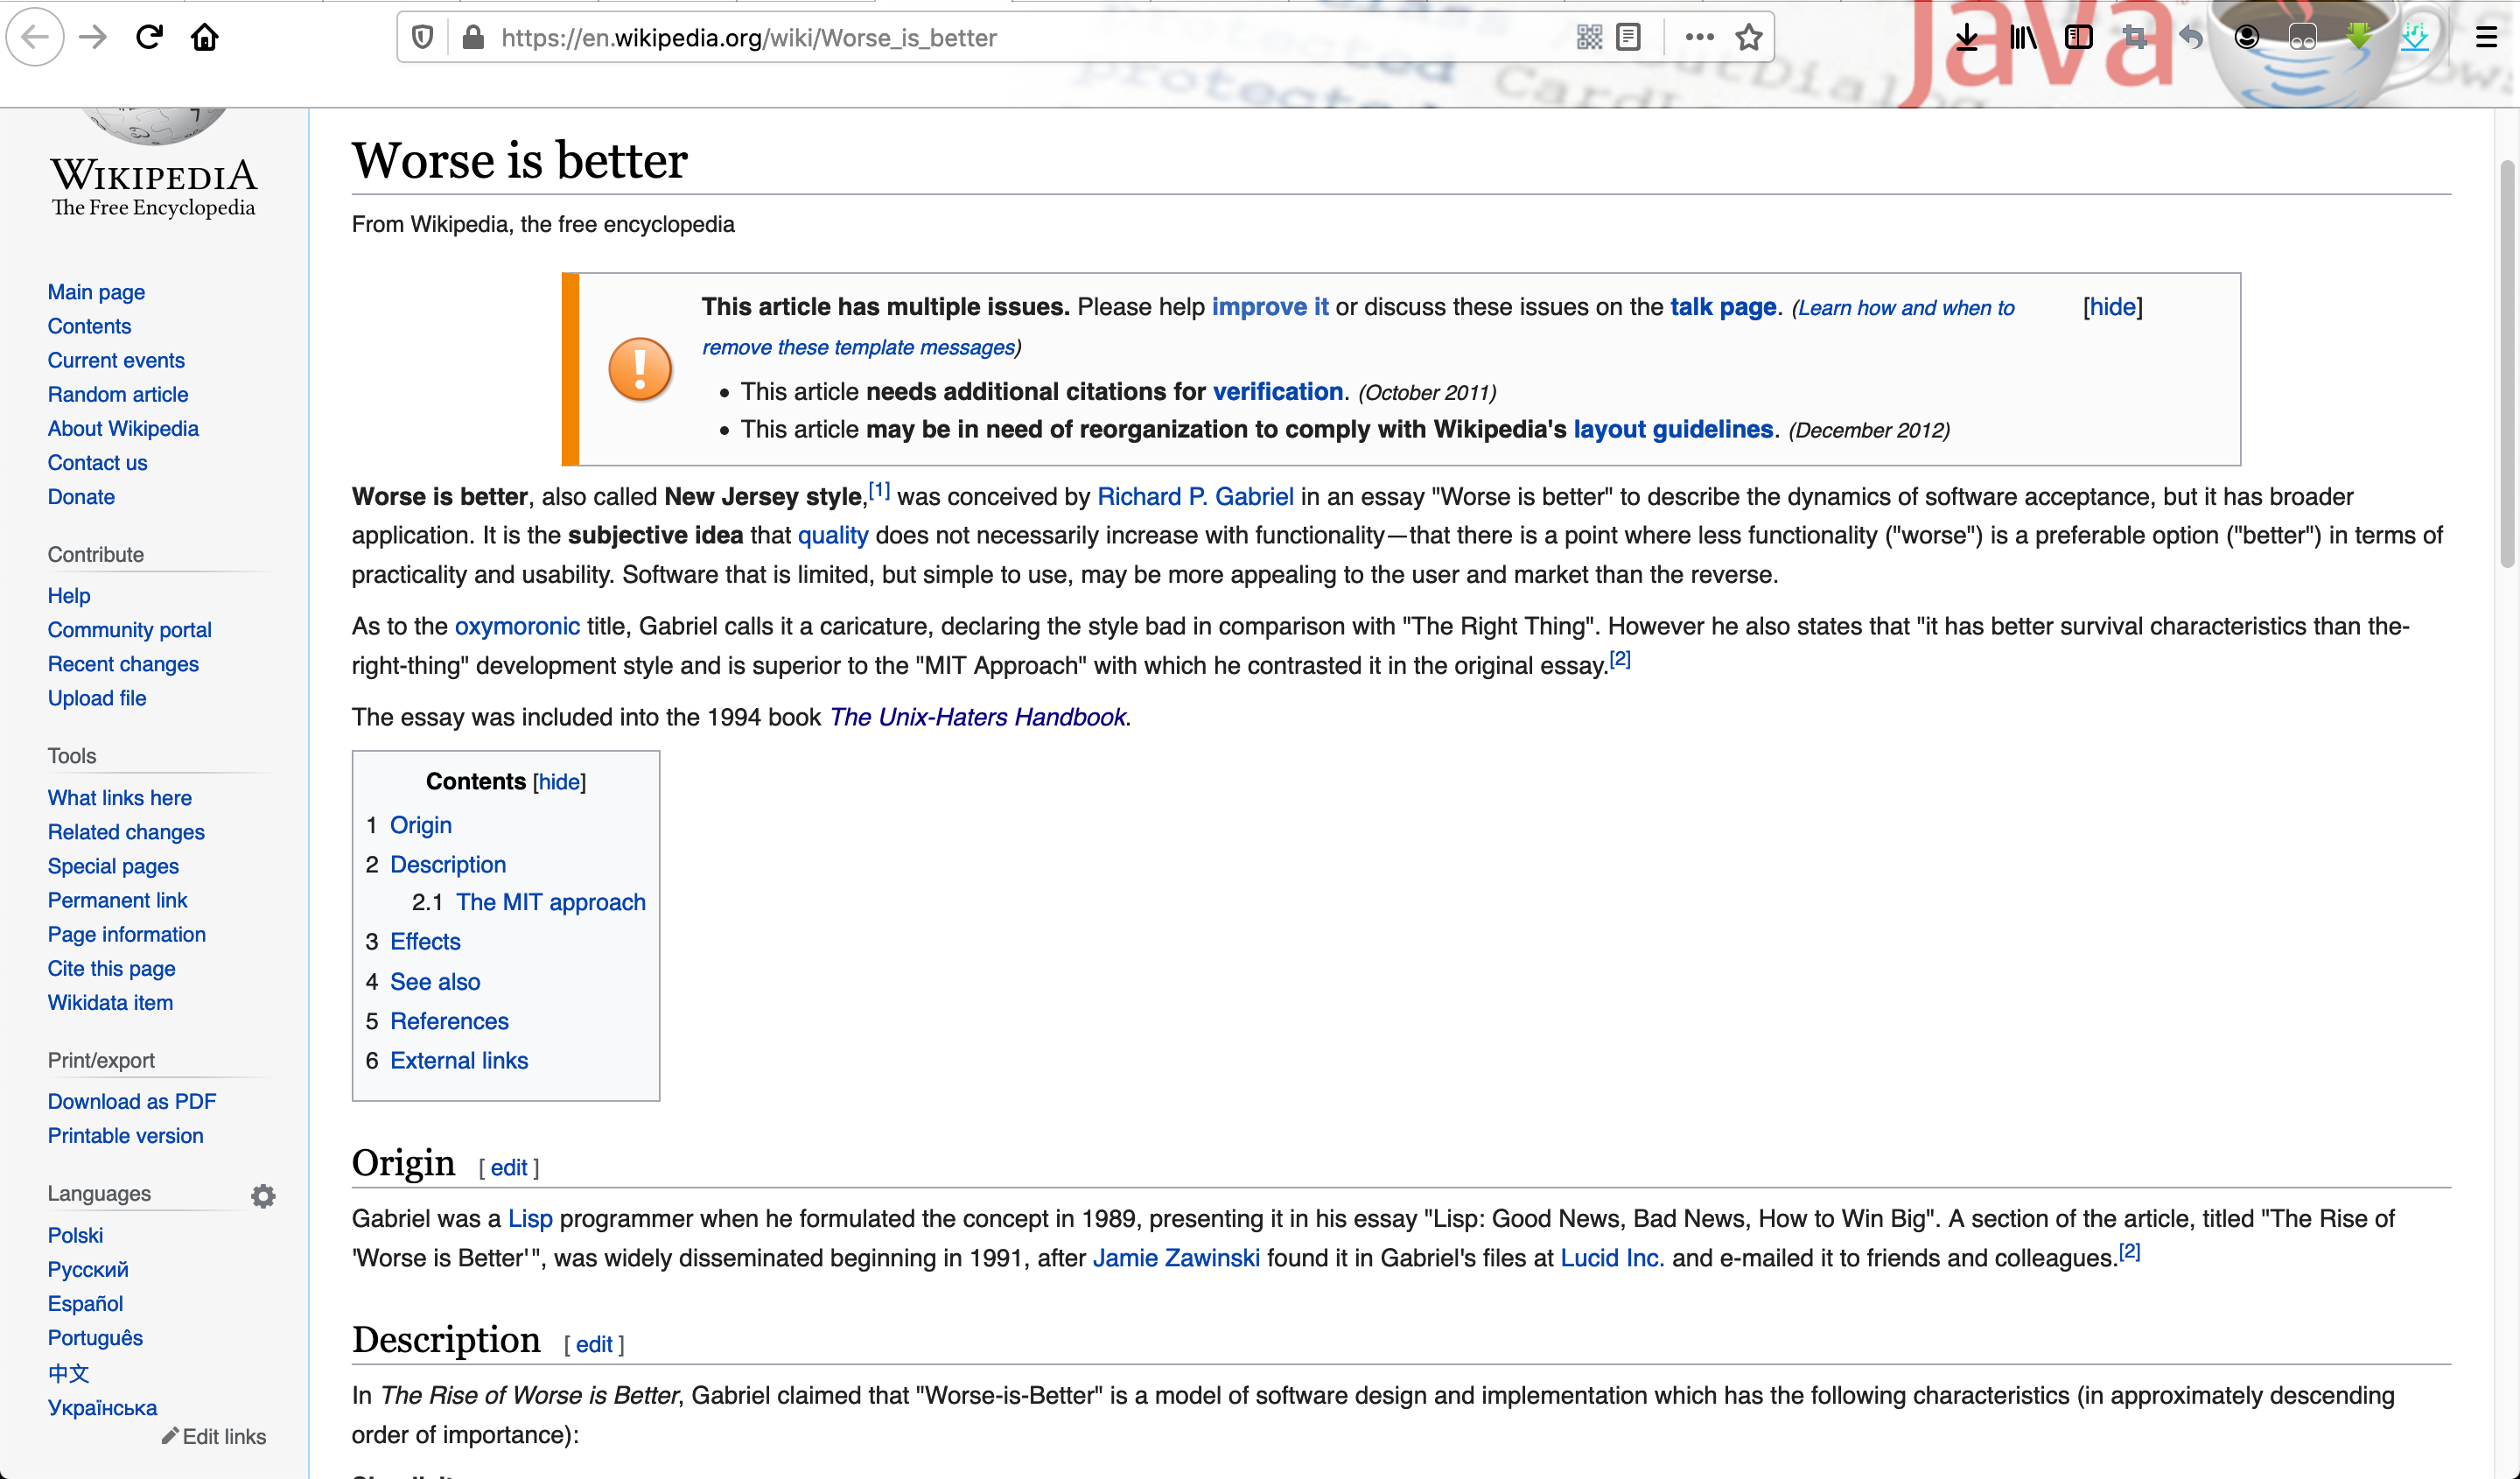 https://en.wikipedia.org/wiki/Worse_is_better
Java
protected
WIKIPEDIA
The Free Encyclopedia
Main page
Contents
Current events
Random article
About Wikipedia
Contact us
Donate
Contribute
Help
Community portal
Recent changes
Upload file
Tools
What links here
Related changes
Special pages
Permanent link
Page information
Cite this page
Wikidata item
Print/export
Download as PDF
Printable version
Languages
Polski
Русский
Español
Português
中文
Українська
Edit links
Worse is better
From Wikipedia, the free encyclopedia
This article has multiple issues. Please help improve it or discuss these issues on the talk page. (Learn how and when to [hide]
remove these template messages)
• This article needs additional citations for verification. (October 2011)
• This article may be in need of reorganization to comply with Wikipedia's layout guidelines. (December 2012)
Worse is better, also called New Jersey style,[1] was conceived by Richard P. Gabriel in an essay "Worse is better" to describe the dynamics of software acceptance, but it has broader
application. It is the subjective idea that quality does not necessarily increase with functionality—that there is a point where less functionality ("worse") is a preferable option ("better") in terms of
practicality and usability. Software that is limited, but simple to use, may be more appealing to the user and market than the reverse.
As to the oxymoronic title, Gabriel calls it a caricature, declaring the style bad in comparison with "The Right Thing". However he also states that "it has better survival characteristics than the-
right-thing" development style and is superior to the "MIT Approach" with which he contrasted it in the original essay.[2]
The essay was included into the 1994 book The Unix-Haters Handbook.
Contents [hide]
1 Origin
2 Description
2.1 The MIT approach
3 Effects
4 See also
5 References
6 External links
Origin [ edit ]
Gabriel was a Lisp programmer when he formulated the concept in 1989, presenting it in his essay "Lisp: Good News, Bad News, How to Win Big". A section of the article, titled "The Rise of
'Worse is Better'", was widely disseminated beginning in 1991, after Jamie Zawinski found it in Gabriel's files at Lucid Inc. and e-mailed it to friends and colleagues.[2]
Description [ edit ]
In The Rise of Worse is Better, Gabriel claimed that "Worse-is-Better" is a model of software design and implementation which has the following characteristics (in approximately descending
order of importance):